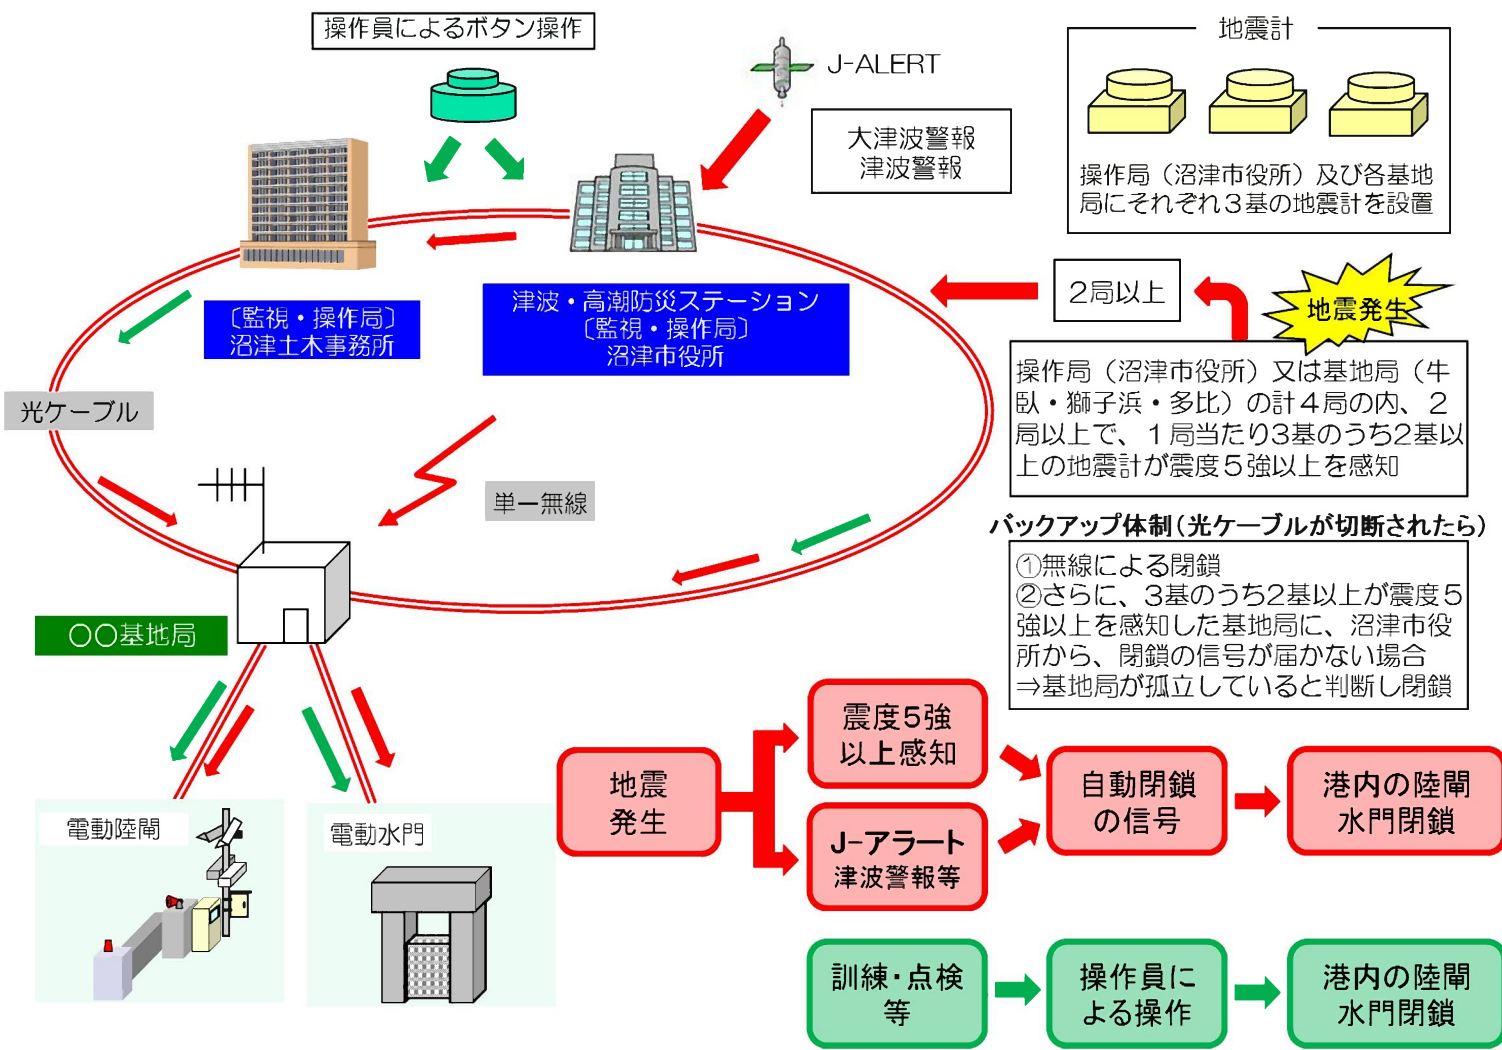 操作員によるボタン操作
J-ALERT
大津波警報
津波警報
地震計
操作局（沼津市役所）及び各基地
局にそれぞれ３基の地震計を設置
〔監視・操作局〕
沼津土木事務所
津波・高潮防災ステーション
〔監視・操作局〕
沼津市役所
２局以上
地震発生
操作局（沼津市役所）又は基地局（牛
臥・獅子浜・多比）の計４局の内、２
局以上で、１局当たり3基のうち2基以
上の地震計が震度５強以上を感知
光ケーブル
単一無線
バックアップ体制（光ケーブルが切断されたら）
①無線による閉鎖
②さらに、3基のうち2基以上が震度５
強以上を感知した基地局に、沼津市役
所から、閉鎖の信号が届かない場合
⇒基地局が孤立していると判断し閉鎖
〇〇基地局
電動陸閘
電動水門
地震
発生
震度5強
以上感知
J-アラート
津波警報等
自動閉鎖
の信号
港内の陸閘
水門閉鎖
訓練・点検
等
操作員に
よる操作
港内の陸閘
水門閉鎖